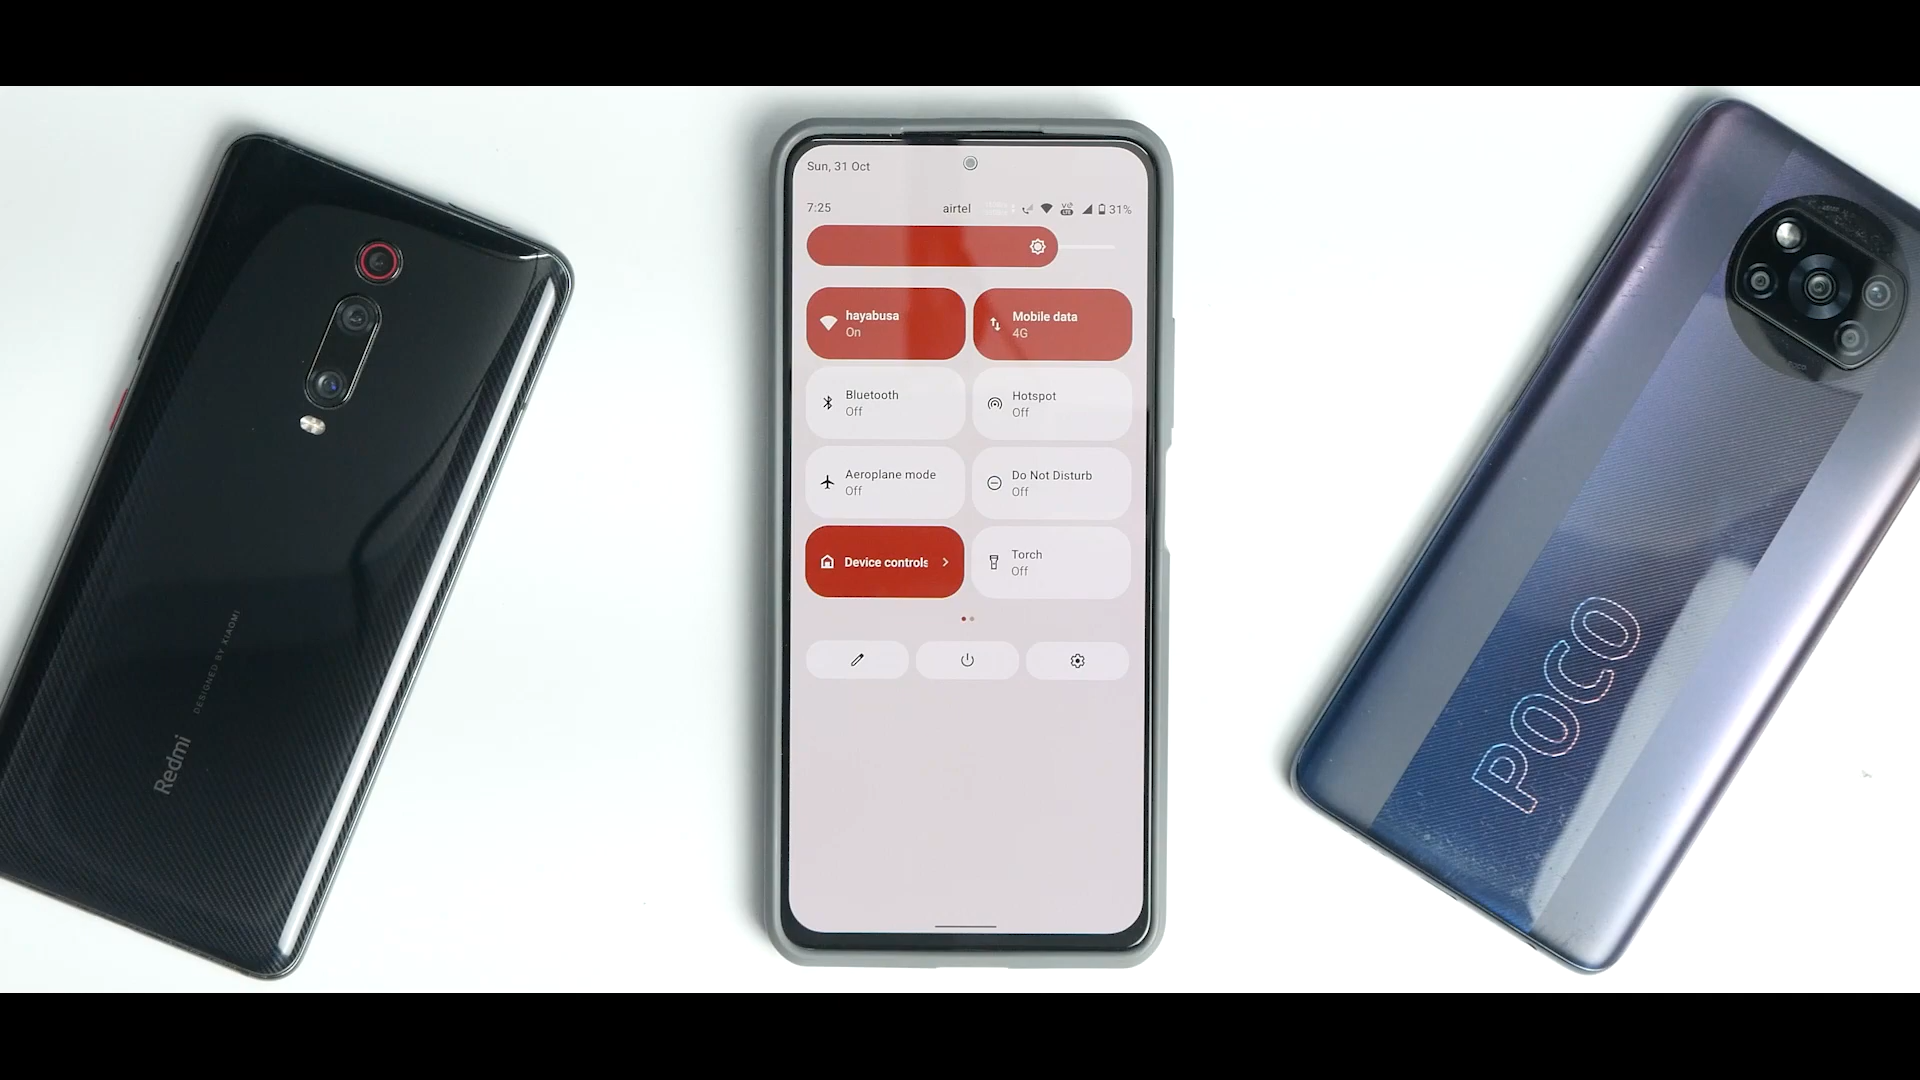 Sun, 31 Oct
7:25
airtel
31%
hayabusa
On
Mobile data
4G
Bluetooth
Off
Hotspot
Off
Aeroplane mode
Off
Do Not Disturb
Off
Device controls
Torch
Off
Redmi
DESIGNED BY XIAOMI
POCO